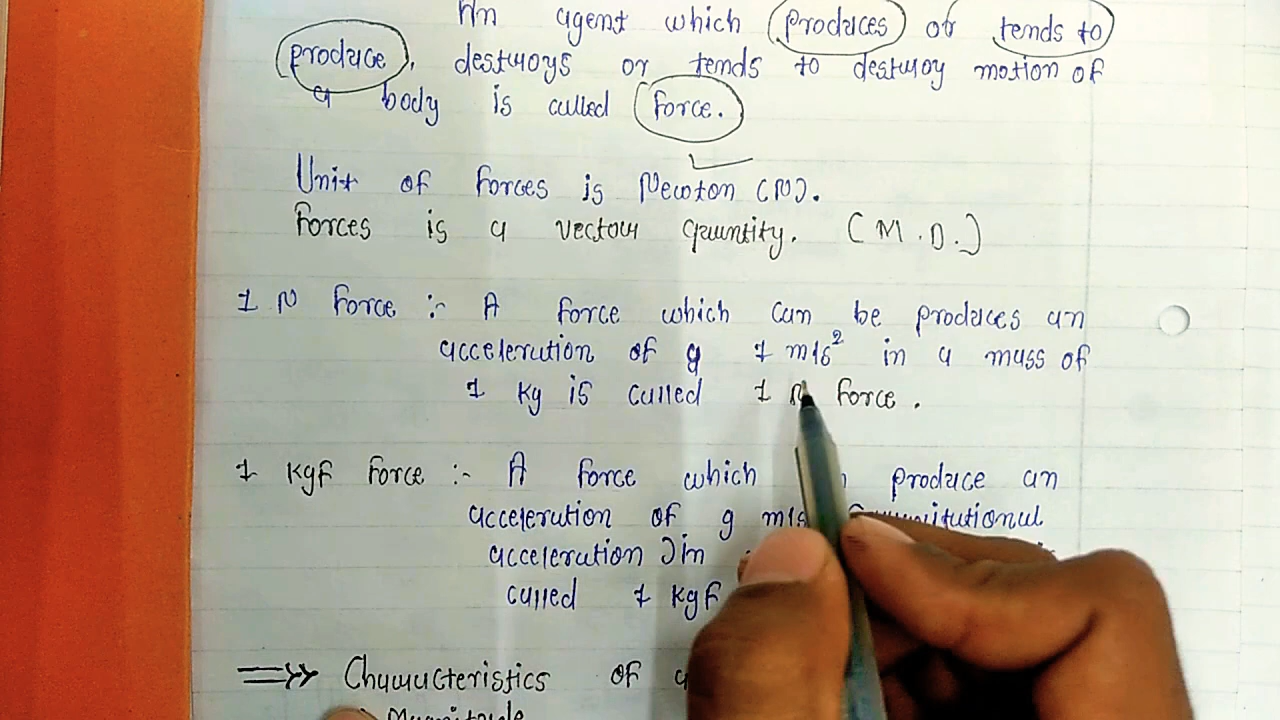 An agent which produces or tends to
produce, destroys or tends to destroy motion of
a body is called force.
Unit of Forces is Newton (N).
Forces is a vector quantity. (M.D.)
1 N Force :- A force which can be produces an
acceleration of g 1 m/s² in a mass of
1 kg is called 1 N force.
1 kgf force :- A force which produce an
acceleration of g m/s
acceleration) in
called 1 kgf
⇒ Characteristics of a
Magnitude